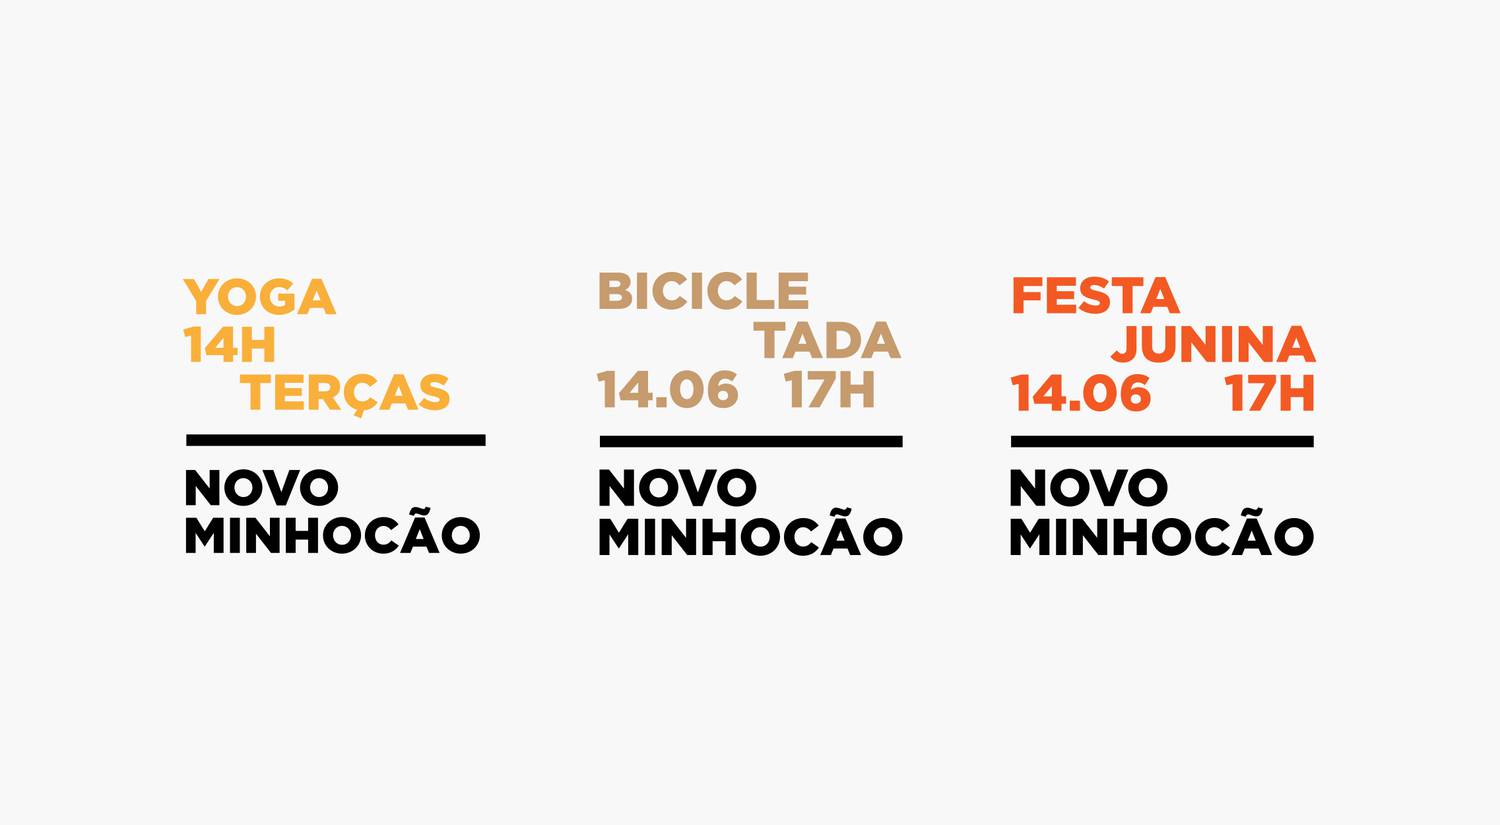 YOGA
14H
TERÇAS
NOVO
MINHOCÃO
BICICLE
TADA
14.06 17H
NOVO
MINHOCÃO
FESTA
JUNINA
14.06 17H
NOVO
MINHOCÃO